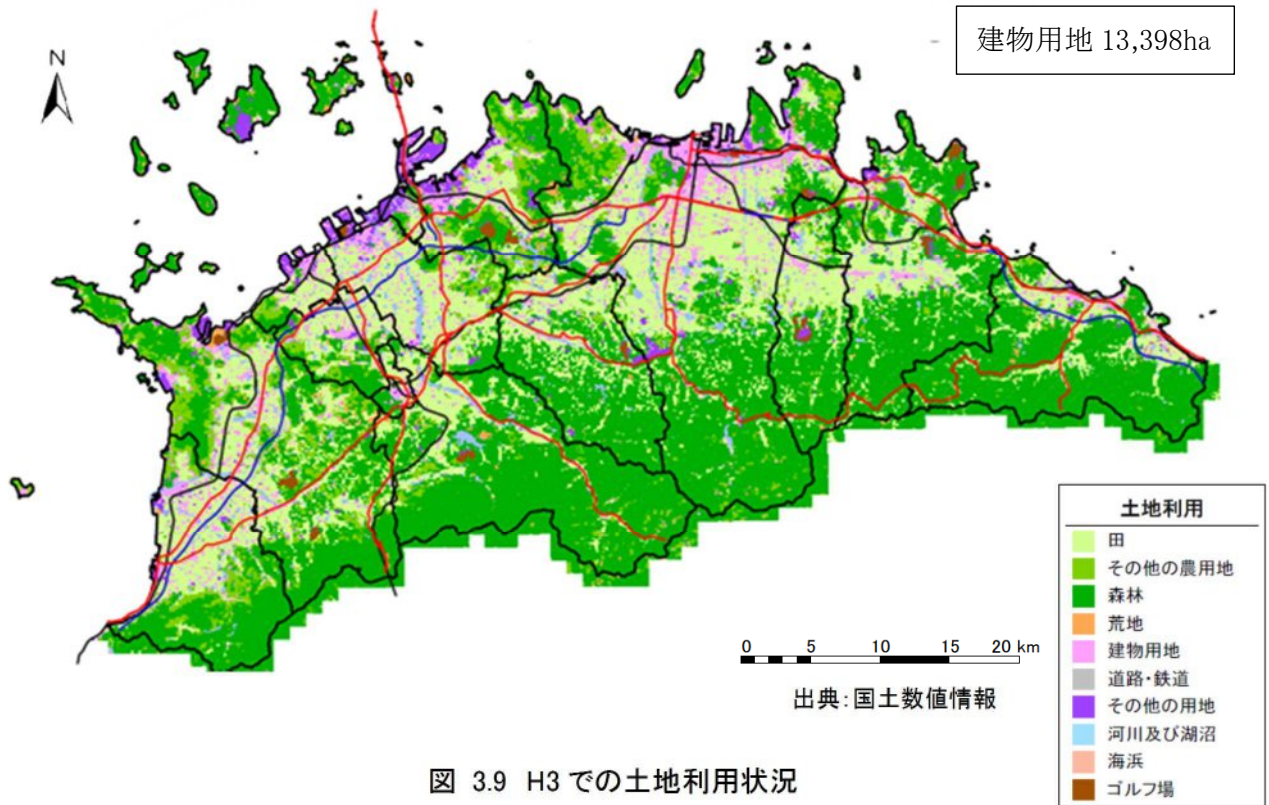 建物用地 13,398ha
N
土地利用
田
その他の農用地
森林
荒地
建物用地
道路・鉄道
その他の用地
河川及び湖沼
海浜
ゴルフ場
0 5 10 15 20 km
出典：国土数値情報
図 3.9 H3 での土地利用状況